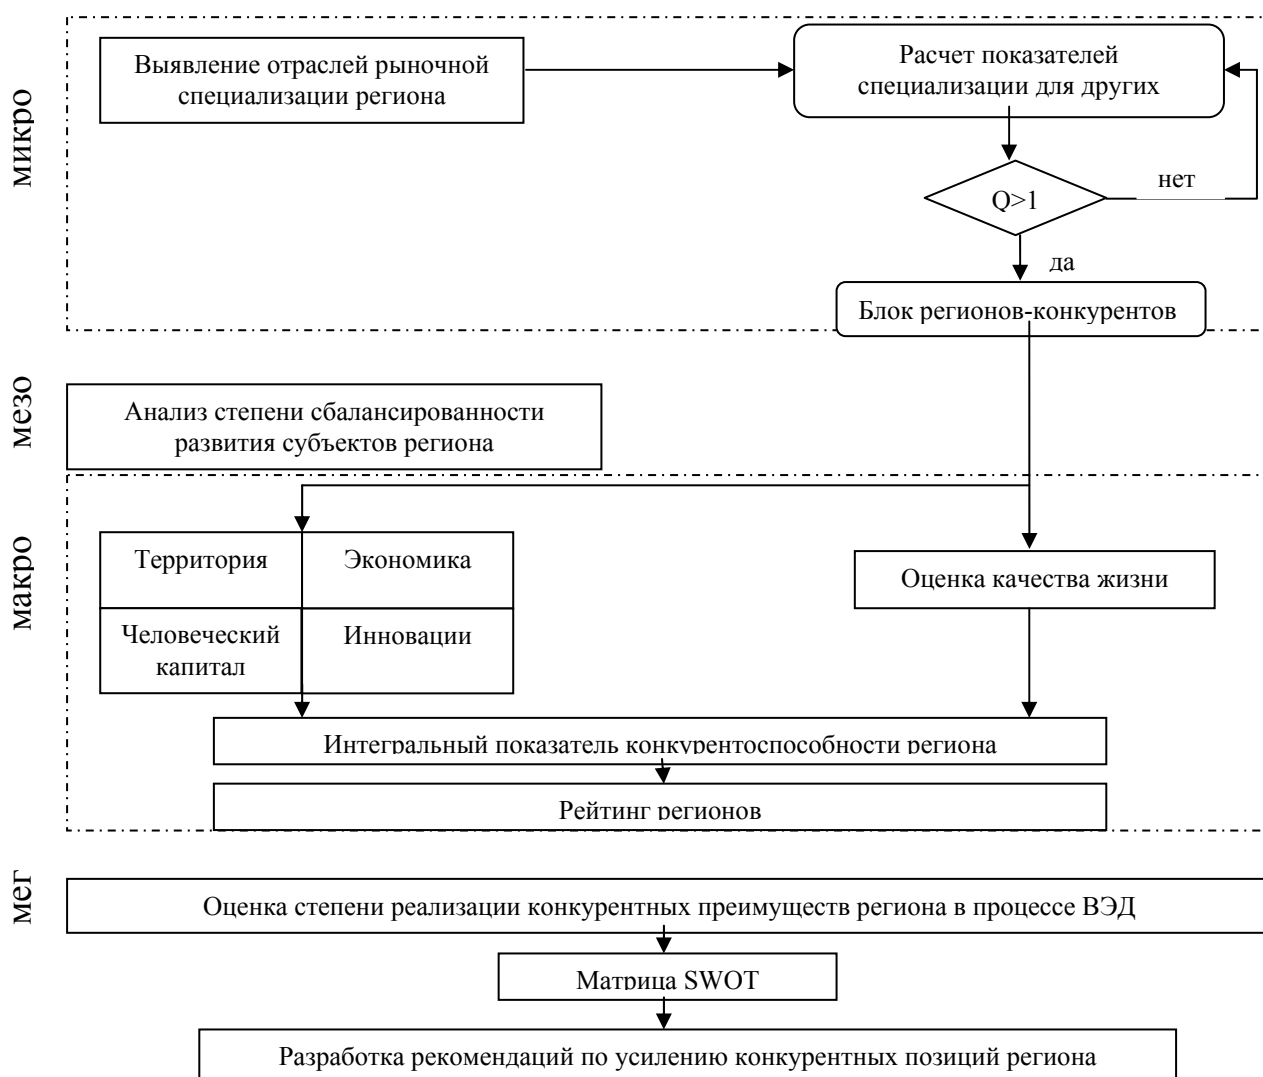 микро
Выявление отраслей рыночной
специализации региона
Расчет показателей
специализации для других
Q>1
нет
да
Блок регионов-конкурентов
мезо
Анализ степени сбалансированности
развития субъектов региона
макро
Территория
Экономика
Человеческий
капитал
Инновации
Оценка качества жизни
Интегральный показатель конкурентоспособности региона
Рейтинг регионов
мег
Оценка степени реализации конкурентных преимуществ региона в процессе ВЭД
Матрица SWOT
Разработка рекомендаций по усилению конкурентных позиций региона